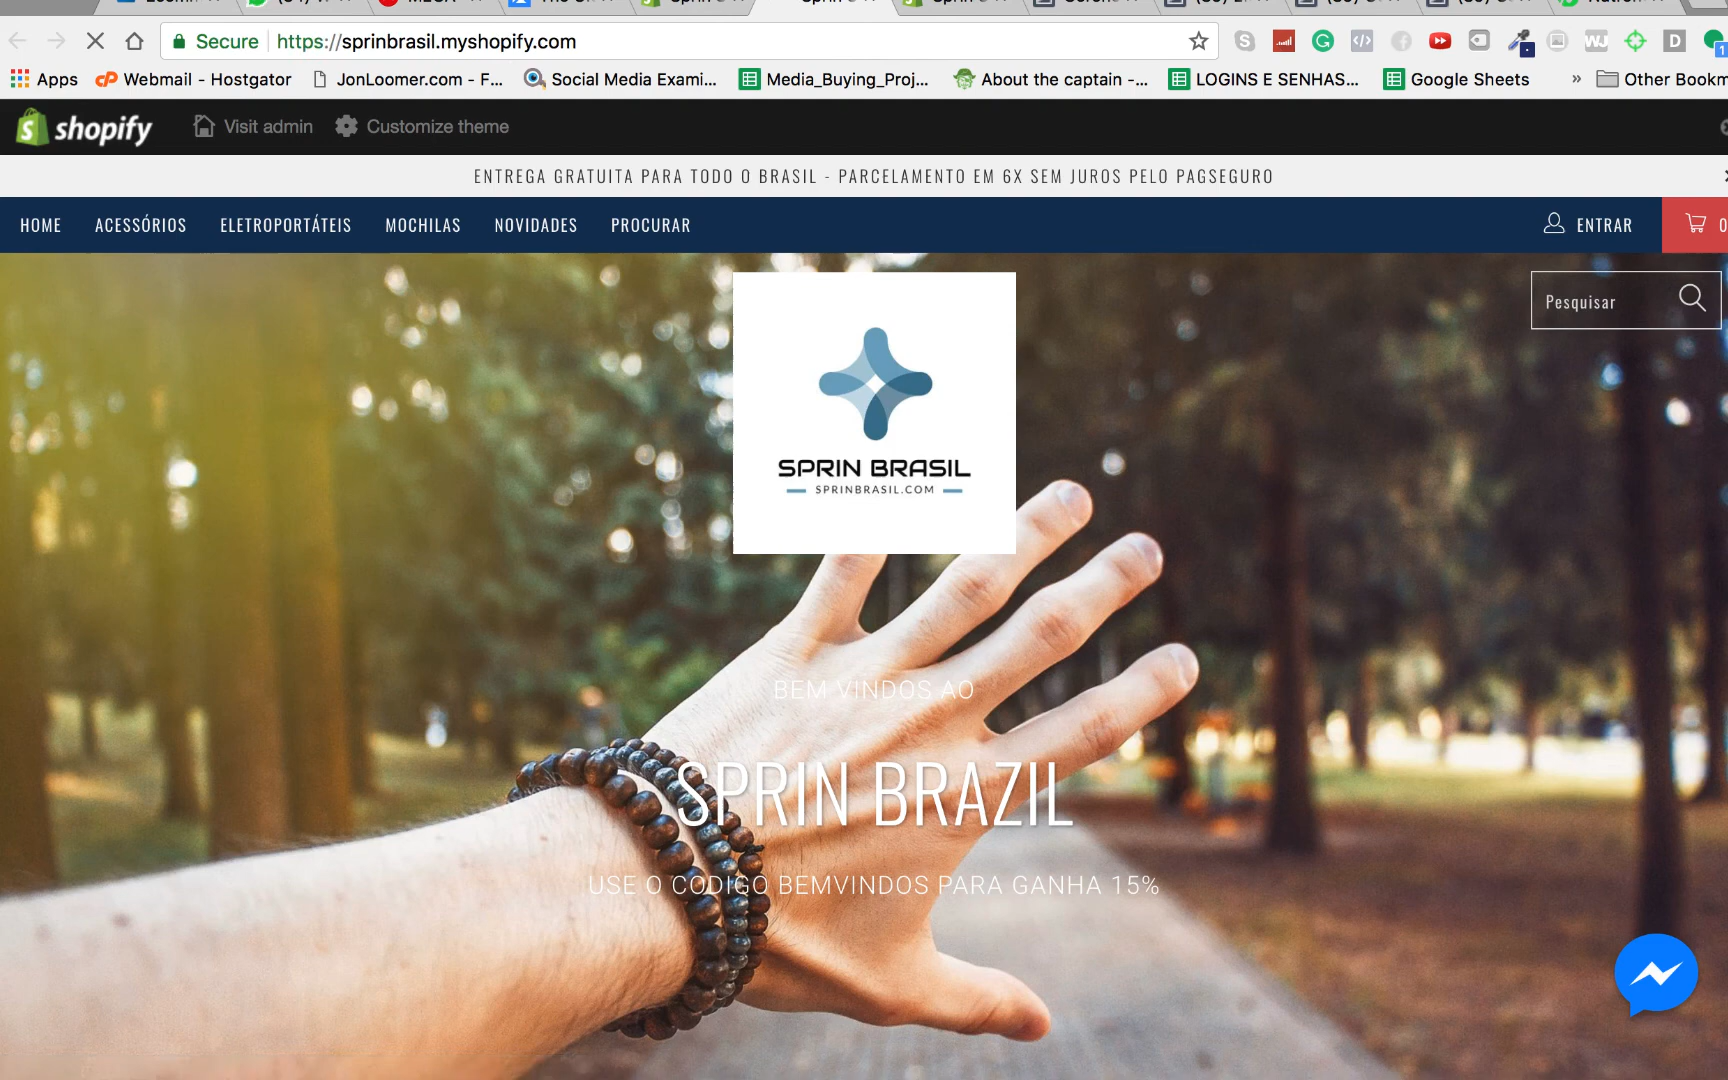 Secure https://sprinbrasil.myshopify.com
Apps Webmail - Hostgator JonLoomer.com - F... Social Media Exami... Media_Buying_Proj... About the captain -... LOGINS E SENHAS... Google Sheets » Other Bookm
shopify Visit admin Customize theme
ENTREGA GRATUITA PARA TODO O BRASIL - PARCELAMENTO EM 6X SEM JUROS PELO PAGSEGURO
HOME ACESSÓRIOS ELETROPORTÁTEIS MOCHILAS NOVIDADES PROCURAR ENTRAR 0
Pesquisar
SPRIN BRASIL
SPRINBRASIL.COM
BEM VINDOS AO
SPRIN BRAZIL
USE O CODIGO BEMVINDOS PARA GANHA 15%